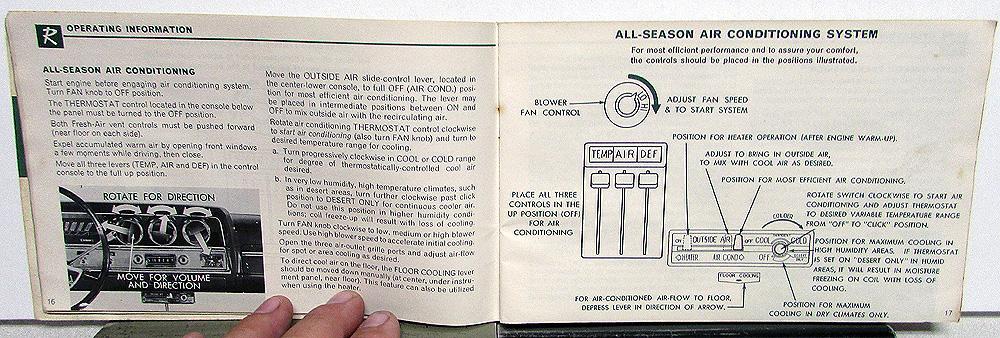 R OPERATING INFORMATION
ALL-SEASON AIR CONDITIONING
Start engine before engaging air conditioning system.
Turn FAN knob to OFF position.
The THERMOSTAT control located in the console below
the panel must be turned to the OFF position.
Both Fresh-Air vent controls must be pushed forward
(near floor on each side).
Expel accumulated warm air by opening front windows
a few moments while driving, then close.
Move all three levers (TEMP, AIR and DEF) in the control
console to the full up position.
ROTATE FOR DIRECTION
MOVE FOR VOLUME
AND DIRECTION
16
Move the OUTSIDE AIR slide-control lever, located in
the center-lower console, to full OFF (AIR COND.) posi-
tion for most efficient air conditioning. The lever may
be placed in intermediate positions between ON and
OFF to mix outside air with the recirculating air.
Rotate air conditioning THERMOSTAT control clockwise
to start air conditioning (also turn FAN knob) and turn to
desired temperature range for cooling.
a. Turn progressively clockwise in COOL or COLD range
for degree of thermostatically-controlled cool air
desired.
b. In very low humidity, high temperature climates, such
as in desert areas, turn further clockwise past click
position to DESERT ONLY for continuous cooler air.
Do not use this position in higher humidity condi-
tions; coil freeze-up will result with loss of cooling.
Turn FAN knob clockwise to low, medium or high blower
speed. Use high blower speed to accelerate initial cooling.
Open the three air-outlet grille ports and adjust air-flow
for spot or area cooling as desired.
To direct cool air on the floor, the FLOOR COOLING lever
should be moved down manually (at center, under instru-
ment panel, near floor). This feature can also be utilized
when using the heater.
ALL-SEASON AIR CONDITIONING SYSTEM
For most efficient performance and to assure your comfort,
the controls should be placed in the positions illustrated.
BLOWER
FAN CONTROL
ADJUST FAN SPEED
& TO START SYSTEM
POSITION FOR HEATER OPERATION (AFTER ENGINE WARM-UP).
TEMP AIR DEF
ADJUST TO BRING IN OUTSIDE AIR,
TO MIX WITH COOL AIR AS DESIRED.
POSITION FOR MOST EFFICIENT AIR CONDITIONING.
PLACE ALL THREE
CONTROLS IN THE
UP POSITION (OFF)
FOR AIR
CONDITIONING
ROTATE SWITCH CLOCKWISE TO START AIR
CONDITIONING AND ADJUST THERMOSTAT
TO DESIRED VARIABLE TEMPERATURE RANGE
FROM "OFF" TO "CLICK" POSITION.
COLDER
ON OUTSIDE AIR OFF COOL COLD
HEATER AIR COND OFF
FLOOR COOLING
POSITION FOR MAXIMUM COOLING IN
HIGH HUMIDITY AREAS. IF THERMOSTAT
IS SET ON "DESERT ONLY" IN HUMID
AREAS, IT WILL RESULT IN MOISTURE
FREEZING ON COIL WITH LOSS OF
COOLING.
FOR AIR-CONDITIONED AIR-FLOW TO FLOOR,
DEPRESS LEVER IN DIRECTION OF ARROW.
POSITION FOR MAXIMUM
COOLING IN DRY CLIMATES ONLY.
17